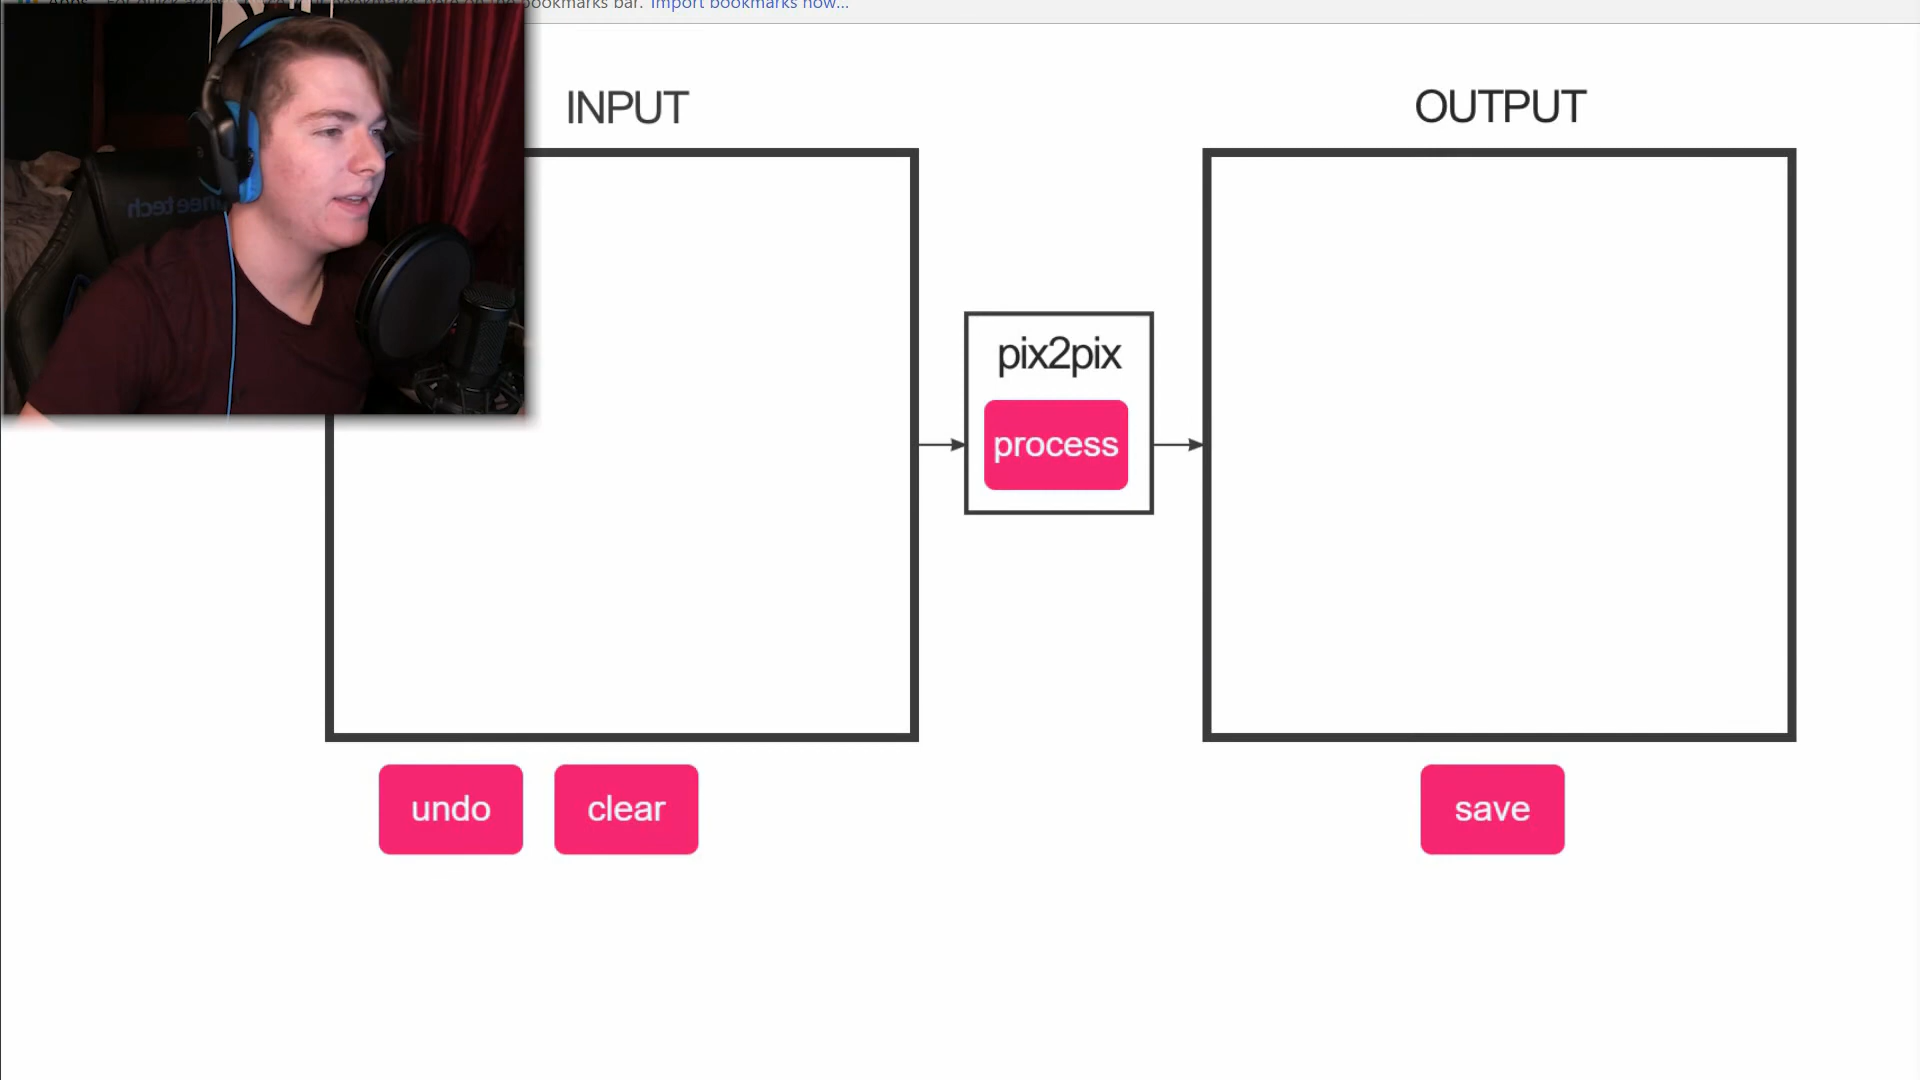 bookmarks bar. Import bookmarks now...
INPUT
OUTPUT
pix2pix
process
undo
clear
save